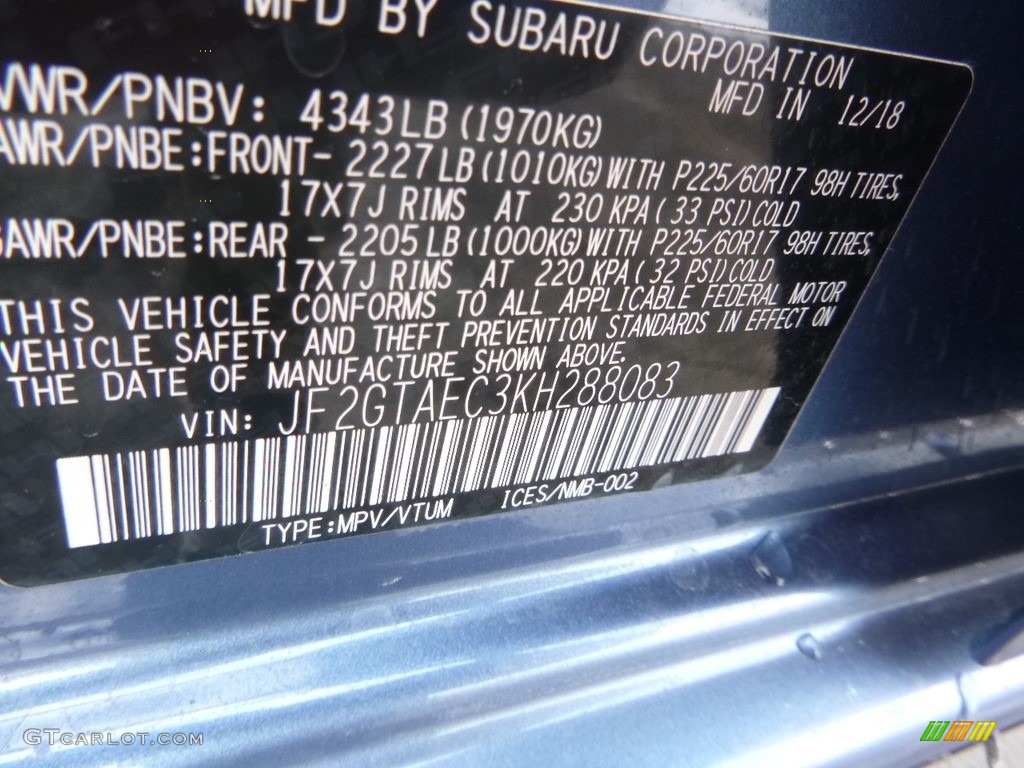 MFD BY SUBARU CORPORATION
MFD IN 12/18
VWR/PNBV: 4343LB (1970KG)
AWR/PNBE:FRONT- 2227LB(1010KG)WITH P225/60R17 98H TIRES,
17X7J RIMS AT 230 KPA(33 PSI)COLD
GAWR/PNBE:REAR - 2205LB(1000KG)WITH P225/60R17 98H TIRES,
17X7J RIMS AT 220 KPA(32 PSI)COLD
THIS VEHICLE CONFORMS TO ALL APPLICABLE FEDERAL MOTOR
VEHICLE SAFETY AND THEFT PREVENTION STANDARDS IN EFFECT ON
THE DATE OF MANUFACTURE SHOWN ABOVE.
VIN: JF2GTAEC3KH288083
TYPE:MPV/VTUM ICES/NMB-002
GTCARLOT.COM